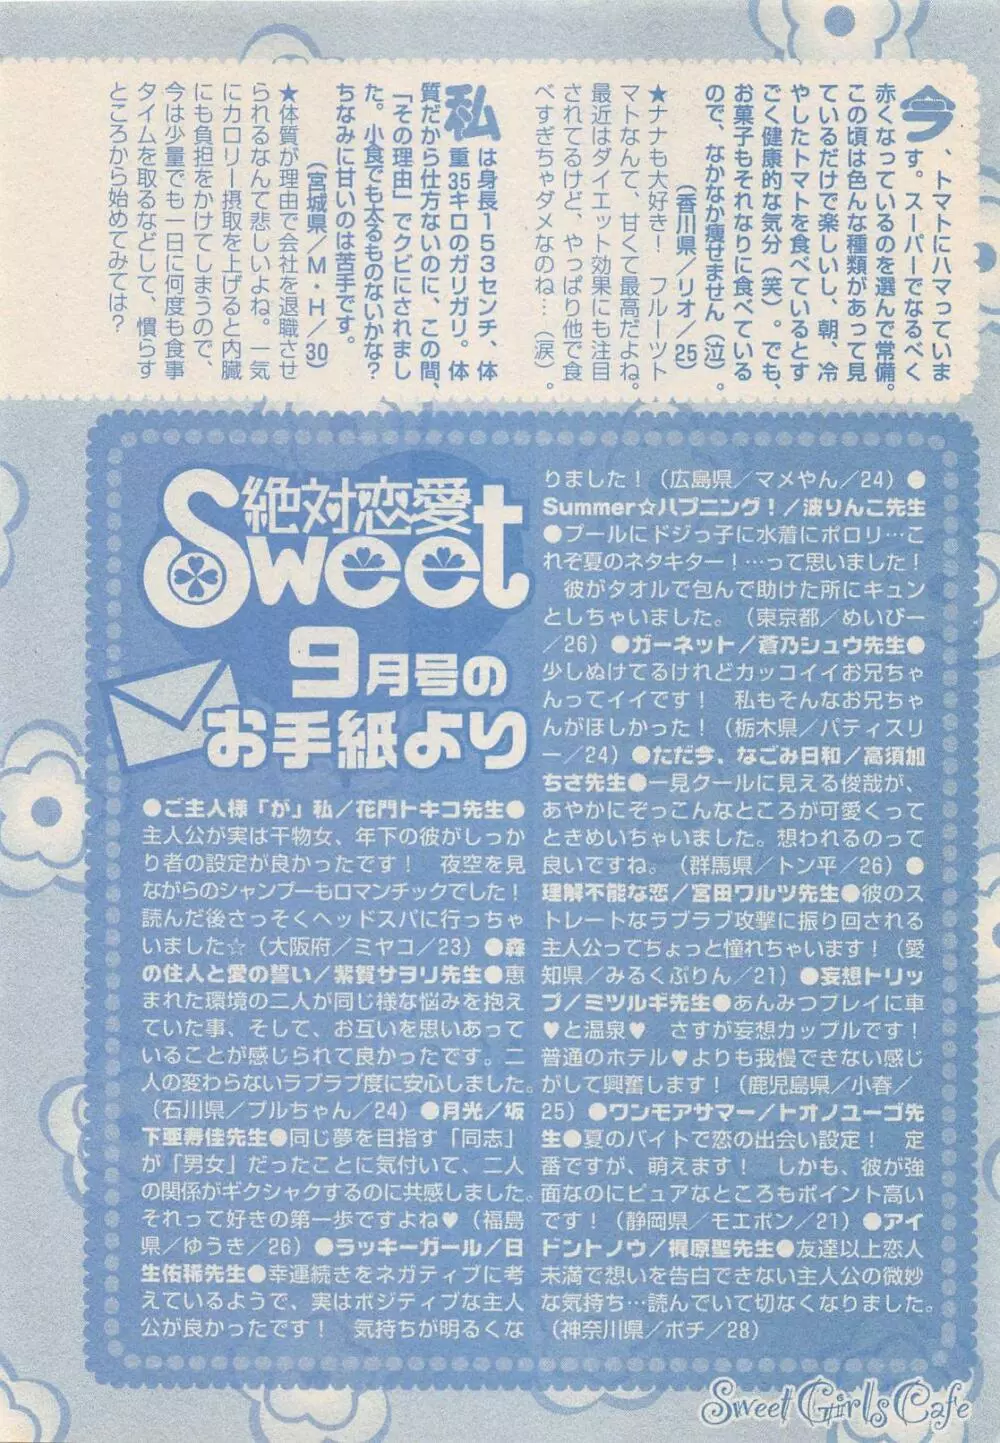 今、トマトにハマっていま
す。スーパーでなるべく
赤くなっているのを選んで常備。
この頃は色んな種類があって見
ているだけで楽しいし、朝、冷
やしたトマトを食べているとす
ごく健康的な気分（笑）。でも、
お菓子もそれなりに食べている
ので、なかなか痩せません（泣）。
（香川県／リオ／25）
★ナナも大好き！　フルーツト
マトなんて、甘くて最高だよね。
最近はダイエット効果にも注目
されてるけど、やっぱり他で食
べすぎちゃダメなのね…（涙）。
私は身長153センチ、体
重35キロのガリガリ。体
質だから仕方ないのに、この間、
「その理由」でクビにされまし
た。小食でも太るものないかな？
ちなみに甘いのは苦手です。
（宮城県／M・H／30）
★体質が理由で会社を退職させ
られるなんて悲しいよね。一気
にカロリー摂取を上げると内臓
にも負担をかけてしまうので、
今は少量でも一日に何度も食事
タイムを取るなどして、慣らす
ところから始めてみては？
絶対恋愛
Sweet
9月号の
お手紙より
●ご主人様「が」私／花門トキコ先生●
主人公が実は干物女、年下の彼がしっか
り者の設定が良かったです！　夜空を見
ながらのシャンプーもロマンチックでした！
読んだ後さっそくヘッドスパに行っちゃ
いました☆（大阪府／ミヤコ／23）●森
の住人と愛の誓い／紫賀サヲリ先生●恵
まれた環境の二人が同じ様な悩みを抱え
ていた事、そして、お互いを思いあって
いることが感じられて良かったです。二
人の変わらないラブラブ度に安心しました。
（石川県／プルちゃん／24）●月光／坂
下亜寿佳先生●同じ夢を目指す「同志」
が「男女」だったことに気付いて、二人
の関係がギクシャクするのに共感しました。
それって好きの第一歩ですよね♥（福島
県／ゆうき／26）●ラッキーガール／日
生佑稀先生●幸運続きをネガティブに考
えているようで、実はポジティブな主人
公が良かったです！　気持ちが明るくな
りました！（広島県／マメやん／24）●
Summer☆ハプニング！／波りんこ先生
●プールにドジっ子に水着にポロリ…こ
れぞ夏のネタキター！…って思いました！
彼がタオルで包んで助けた所にキュン
としちゃいました。（東京都／めいびー
／26）●ガーネット／蒼乃シュウ先生●
少しぬけてるけれどカッコイイお兄ちゃ
んってイイです！　私もそんなお兄ちゃ
んがほしかった！（栃木県／パティスリ
ー／24）●ただ今、なごみ日和／高須加
ちさ先生●一見クールに見える俊哉が、
あやかにぞっこんなところが可愛くって
ときめいちゃいました。想われるのって
良いですね。（群馬県／トン平／26）●
理解不能な恋／宮田ワルツ先生●彼のス
トレートなラブラブ攻撃に振り回される
主人公ってちょっと憧れちゃいます！（愛
知県／みるくぷりん／21）●妄想トリッ
プ／ミツルギ先生●あんみつプレイに車
♥と温泉♥　さすが妄想カップルです！
普通のホテル♥よりも我慢できない感じ
がして興奮します！（鹿児島県／小春／
25）●ワンモアサマー／トオノユーゴ先
生●夏のバイトで恋の出会い設定！　定
番ですが、萌えます！　しかも、彼が強
面なのにピュアなところもポイント高い
です！（静岡県／モエポン／21）●アイ
ドントノウ／梶原聖先生●友達以上恋人
未満で想いを告白できない主人公の微妙
な気持ち…読んでいて切なくなりました。
（神奈川県／ポチ／28）
Sweet Girls Cafe